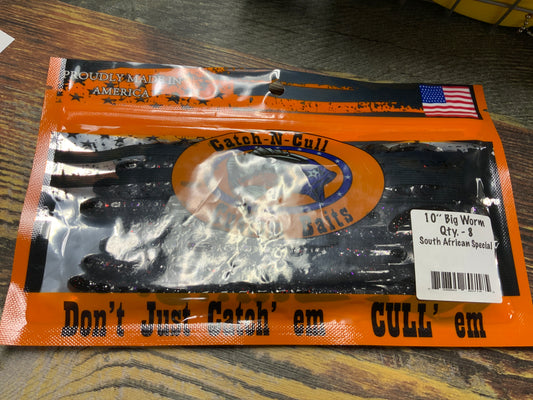 PROUDLY MADE IN
AMERICA
Catch-N-Cull
Baits
10" Big Worm
Qty. - 8
South African Special
Don't Just Catch' em CULL' em